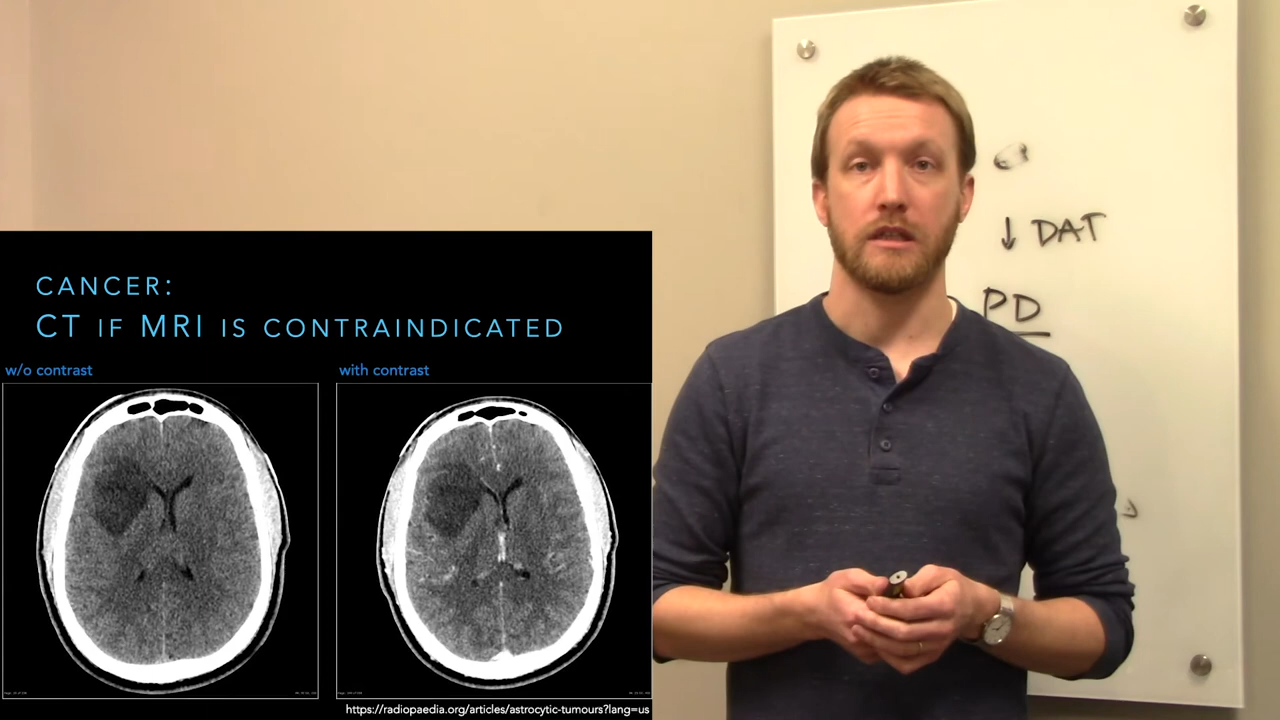 CANCER:
CT IF MRI IS CONTRAINDICATED
w/o contrast
with contrast
https://radiopaedia.org/articles/astrocytic-tumours?lang=us
↓ DAT
PD